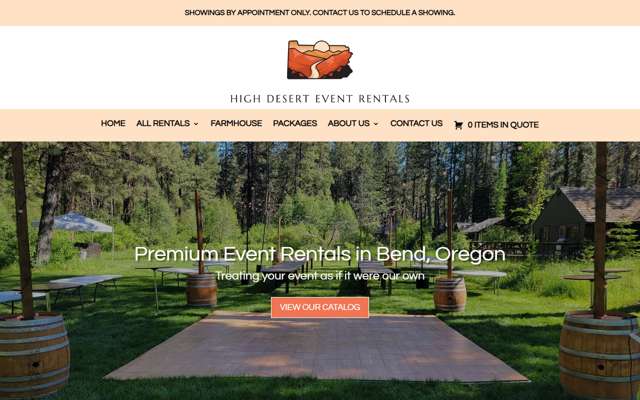 SHOWINGS BY APPOINTMENT ONLY. CONTACT US TO SCHEDULE A SHOWING.
HIGH DESERT EVENT RENTALS
HOME ALL RENTALS FARMHOUSE PACKAGES ABOUT US CONTACT US 0 ITEMS IN QUOTE
Premium Event Rentals in Bend, Oregon
Treating your event as if it were our own
VIEW OUR CATALOG